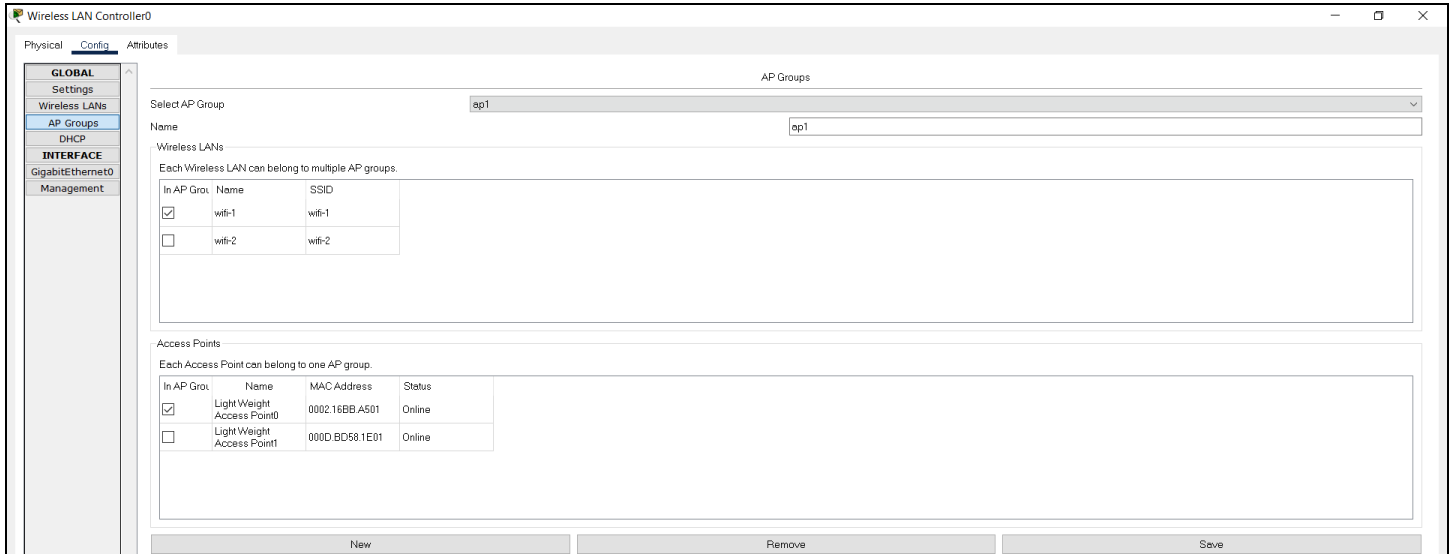 Wireless LAN Controller0
Physical Config Attributes
GLOBAL
Settings
Wireless LANs
AP Groups
DHCP
INTERFACE
GigabitEthernet0
Management
AP Groups
Select AP Group ap1
Name ap1
Wireless LANs
Each Wireless LAN can belong to multiple AP groups.
In AP Grou Name SSID
wifi-1 wifi-1
wifi-2 wifi-2
Access Points
Each Access Point can belong to one AP group.
In AP Grou Name MAC Address Status
Light Weight
Access Point0 0002.16BB.A501 Online
Light Weight
Access Point1 000D.BD58.1E01 Online
New Remove Save